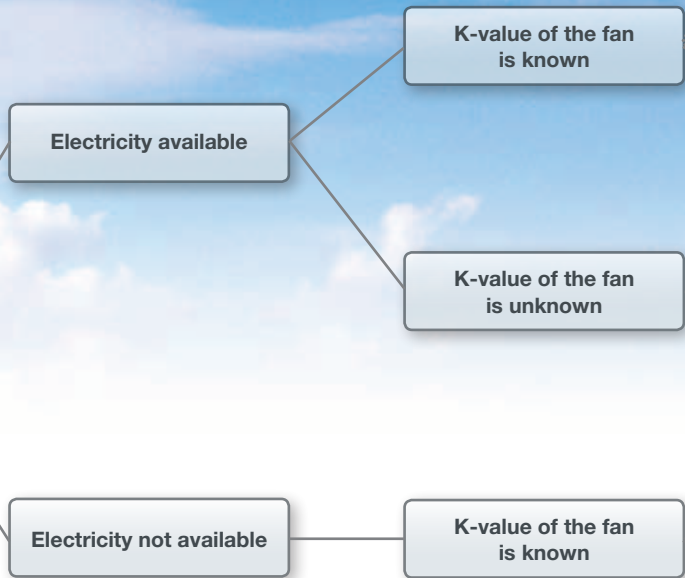 K-value of the fan
is known
Electricity available
K-value of the fan
is unknown
Electricity not available
K-value of the fan
is known